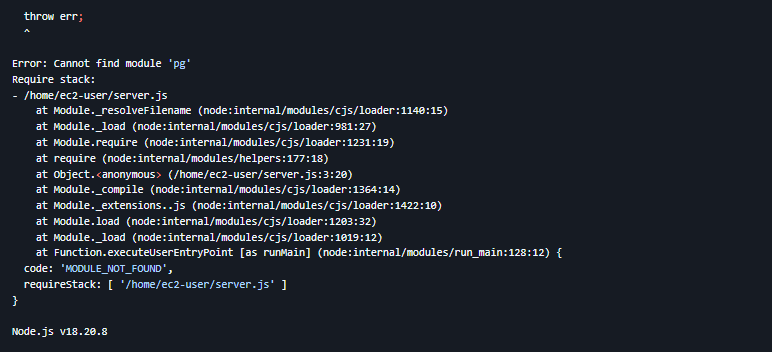 throw err;
^
Error: Cannot find module 'pg'
Require stack:
- /home/ec2-user/server.js
at Module._resolveFilename (node:internal/modules/cjs/loader:1140:15)
at Module._load (node:internal/modules/cjs/loader:981:27)
at Module.require (node:internal/modules/cjs/loader:1231:19)
at require (node:internal/modules/helpers:177:18)
at Object.<anonymous> (/home/ec2-user/server.js:3:20)
at Module._compile (node:internal/modules/cjs/loader:1364:14)
at Module._extensions..js (node:internal/modules/cjs/loader:1422:10)
at Module.load (node:internal/modules/cjs/loader:1203:32)
at Module._load (node:internal/modules/cjs/loader:1019:12)
at Function.executeUserEntryPoint [as runMain] (node:internal/modules/run_main:128:12) {
code: 'MODULE_NOT_FOUND',
requireStack: [ '/home/ec2-user/server.js' ]
}
Node.js v18.20.8